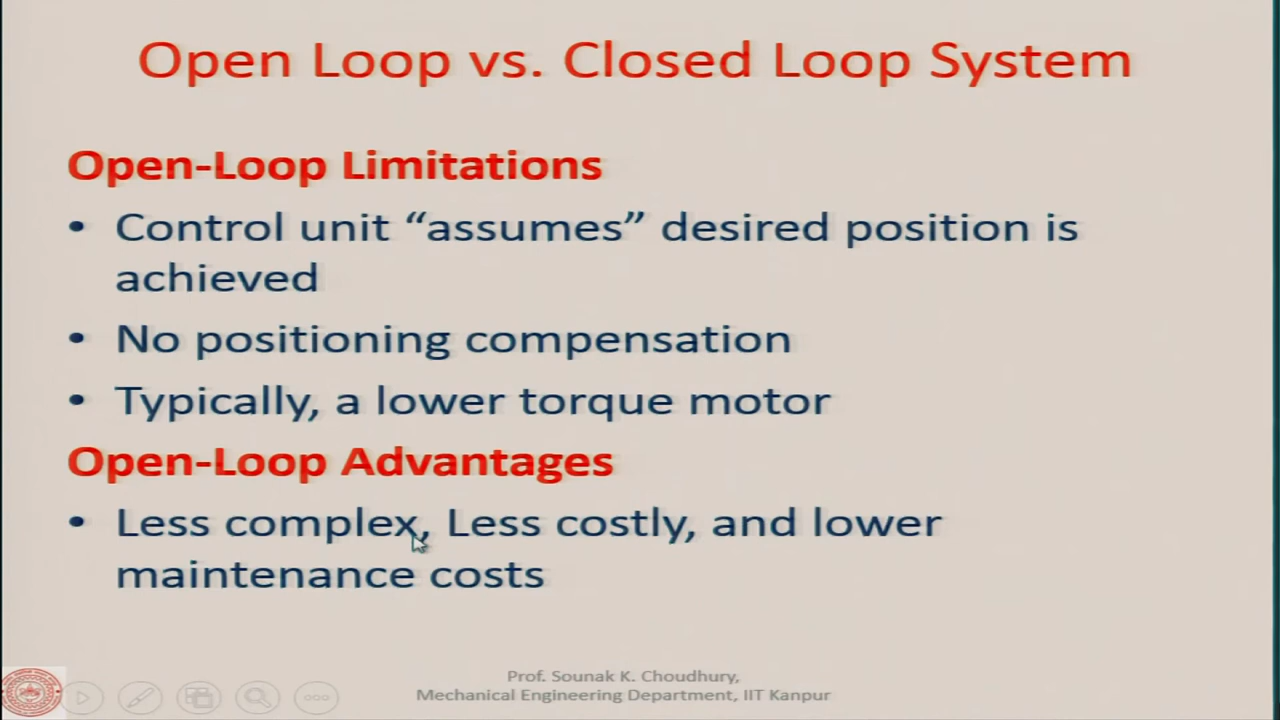 Open Loop vs. Closed Loop System
Open-Loop Limitations
• Control unit “assumes” desired position is
achieved
• No positioning compensation
• Typically, a lower torque motor
Open-Loop Advantages
• Less complex, Less costly, and lower
maintenance costs
Prof. Sounak K. Choudhury,
Mechanical Engineering Department, IIT Kanpur